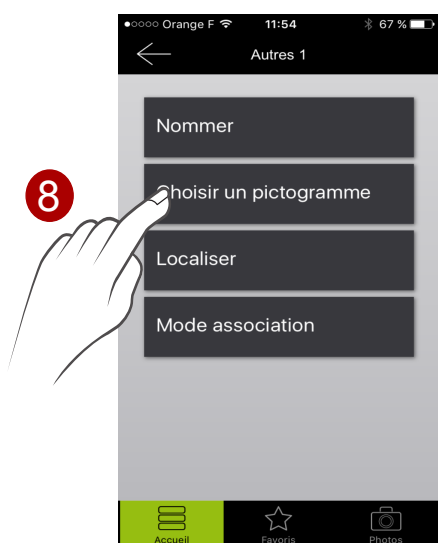 ●○○○○ Orange F 11:54 67 %
Autres 1
Nommer
8
Choisir un pictogramme
Localiser
Mode association
Accueil Favoris Photos